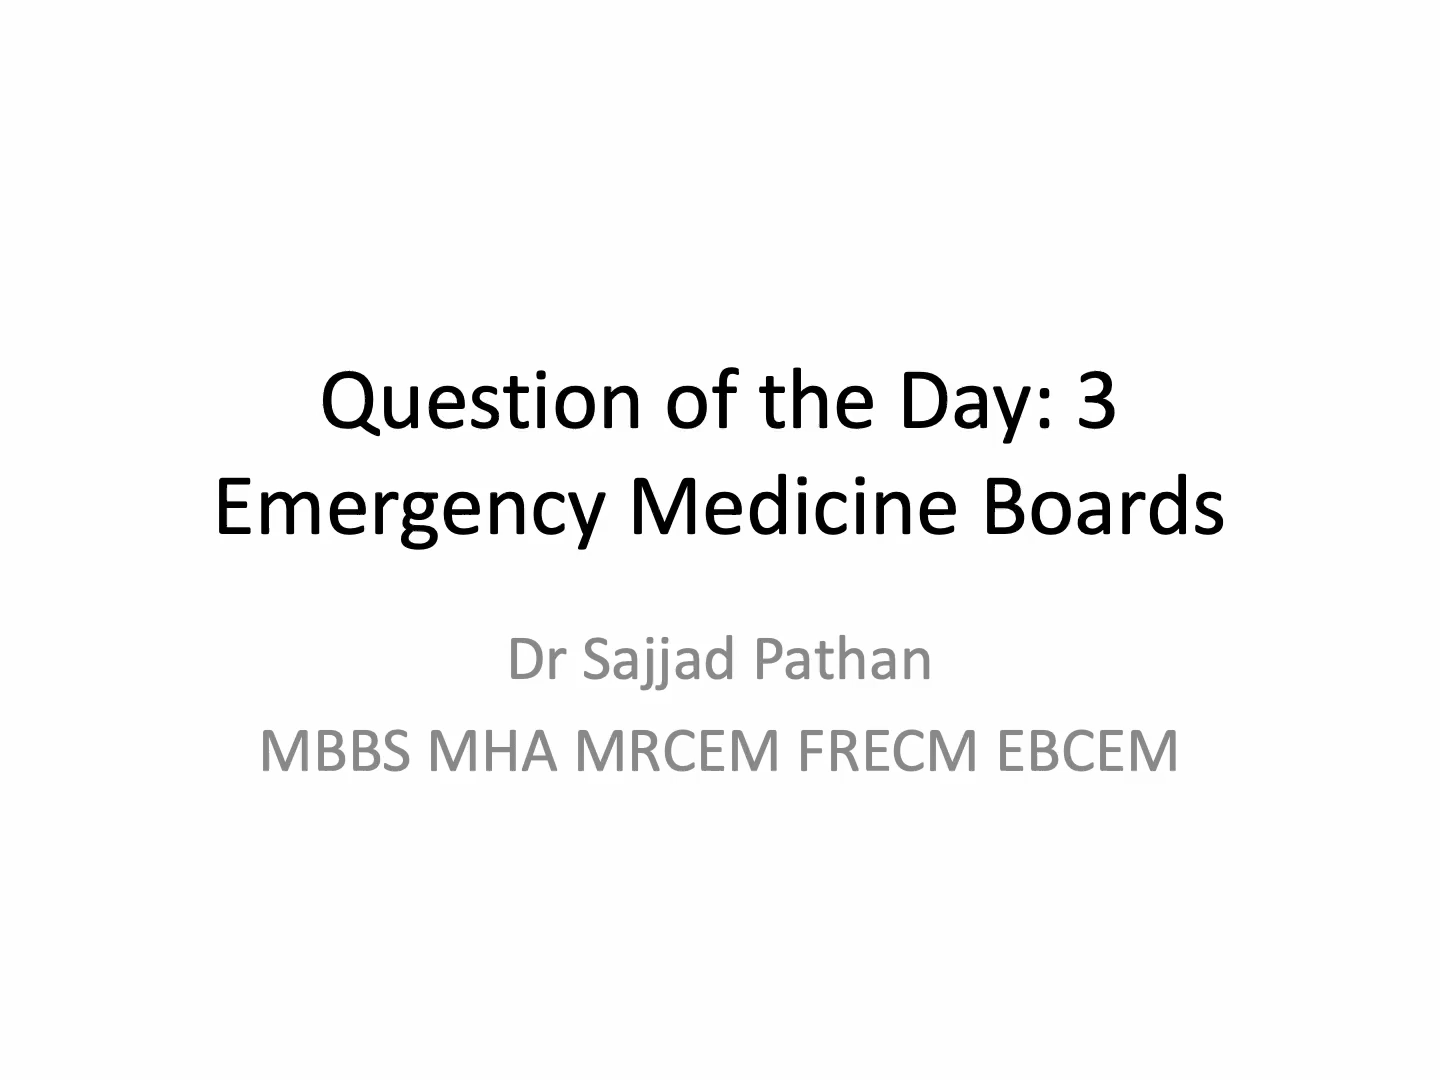 Question of the Day: 3
Emergency Medicine Boards
Dr Sajjad Pathan
MBBS MHA MRCEM FRECM EBCEM